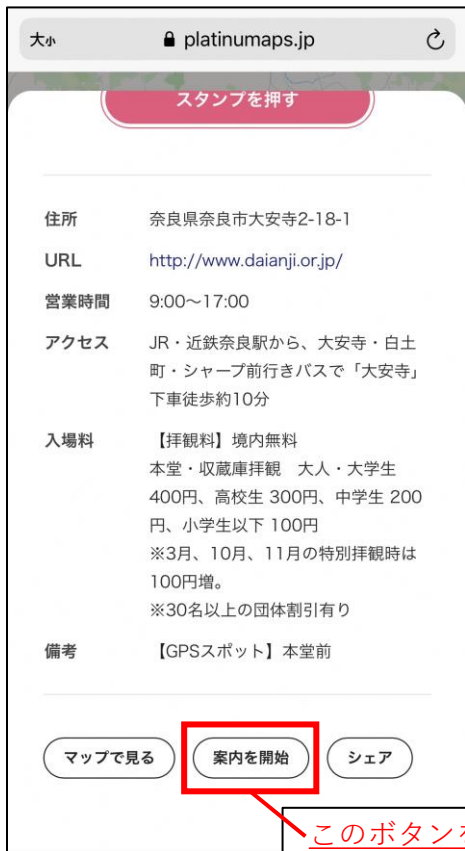 大小 platinumaps.jp
スタンプを押す
住所 奈良県奈良市大安寺2-18-1
URL http://www.daianji.or.jp/
営業時間 9:00〜17:00
アクセス JR・近鉄奈良駅から、大安寺・白土
町・シャープ前行きバスで「大安寺」
下車徒歩約10分
入場料 【拝観料】境内無料
本堂・収蔵庫拝観 大人・大学生
400円、高校生 300円、中学生 200
円、小学生以下 100円
※3月、10月、11月の特別拝観時は
100円増。
※30名以上の団体割引有り
備考 【GPSスポット】本堂前
マップで見る 案内を開始 シェア
このボタンを